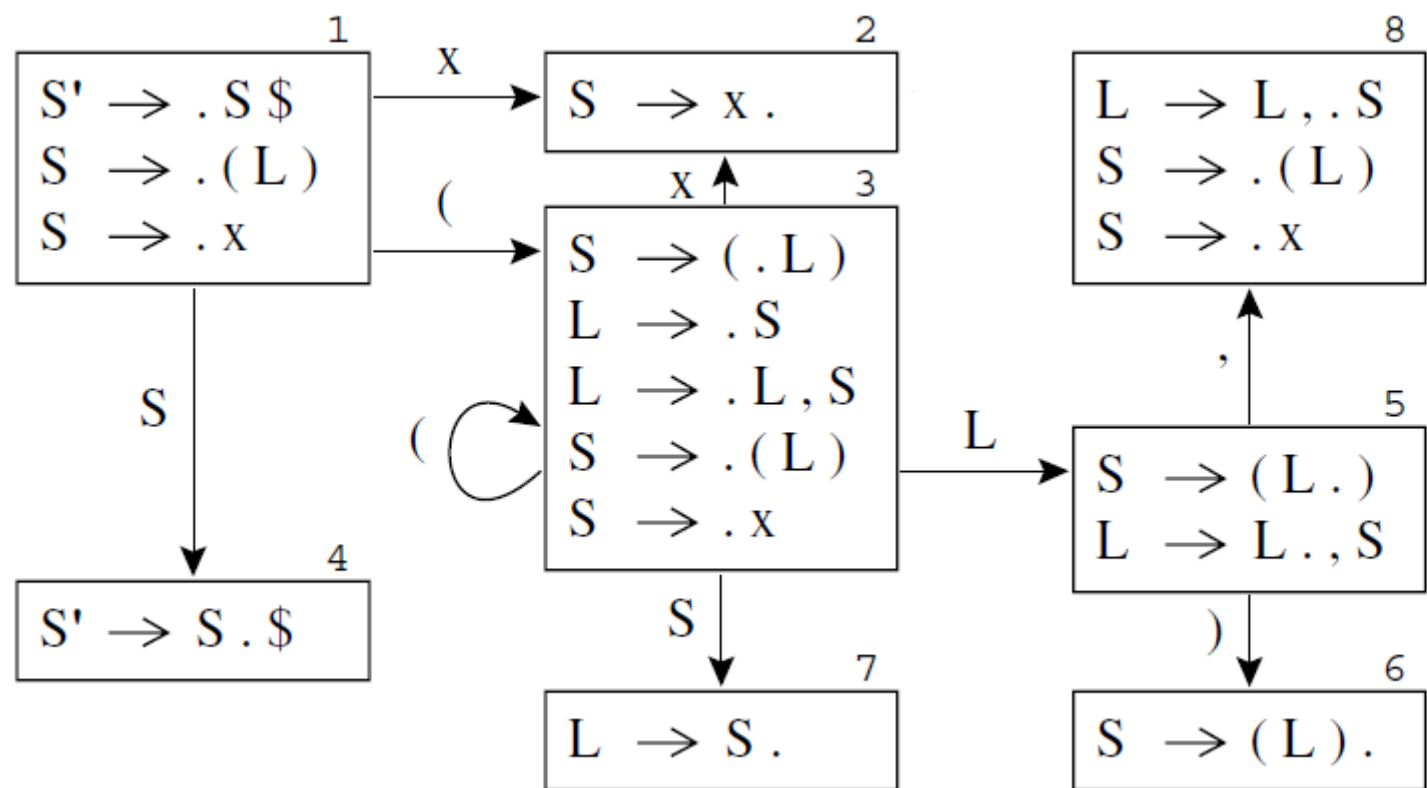 1
S' → . S $
S → . ( L )
S → . x
x
(
S
2
S → x .
x
3
S → ( . L )
L → . S
L → . L , S
S → . ( L )
S → . x
(
L
S
8
L → L , . S
S → . ( L )
S → . x
,
5
S → ( L . )
L → L . , S
)
4
S' → S . $
7
L → S .
6
S → ( L ) .